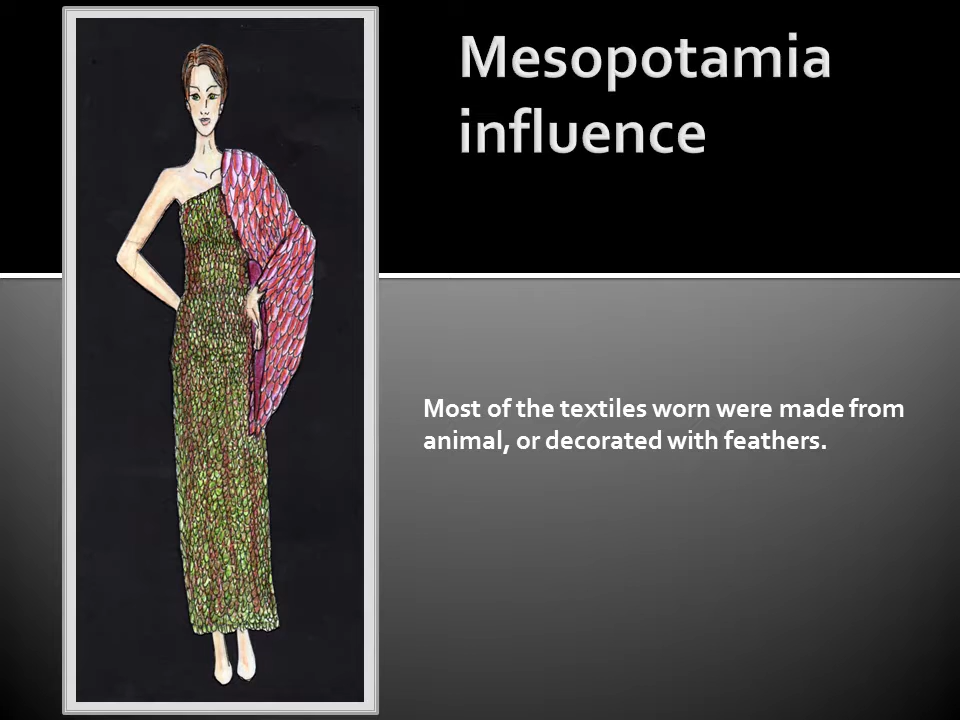 Mesopotamia
influence
Most of the textiles worn were made from
animal, or decorated with feathers.